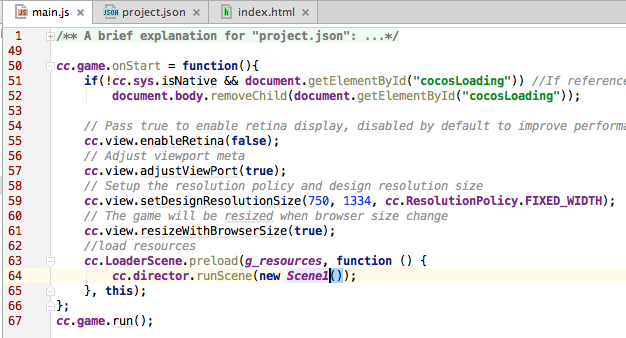 main.js × project.json × index.html ×
1 /** A brief explanation for "project.json": ...*/
49
50 cc.game.onStart = function(){
51     if(!cc.sys.isNative && document.getElementById("cocosLoading")) //If reference
52         document.body.removeChild(document.getElementById("cocosLoading"));
53
54     // Pass true to enable retina display, disabled by default to improve performa
55     cc.view.enableRetina(false);
56     // Adjust viewport meta
57     cc.view.adjustViewPort(true);
58     // Setup the resolution policy and design resolution size
59     cc.view.setDesignResolutionSize(750, 1334, cc.ResolutionPolicy.FIXED_WIDTH);
60     // The game will be resized when browser size change
61     cc.view.resizeWithBrowserSize(true);
62     //load resources
63     cc.LoaderScene.preload(g_resources, function () {
64         cc.director.runScene(new Scene1());
65     }, this);
66 };
67 cc.game.run();